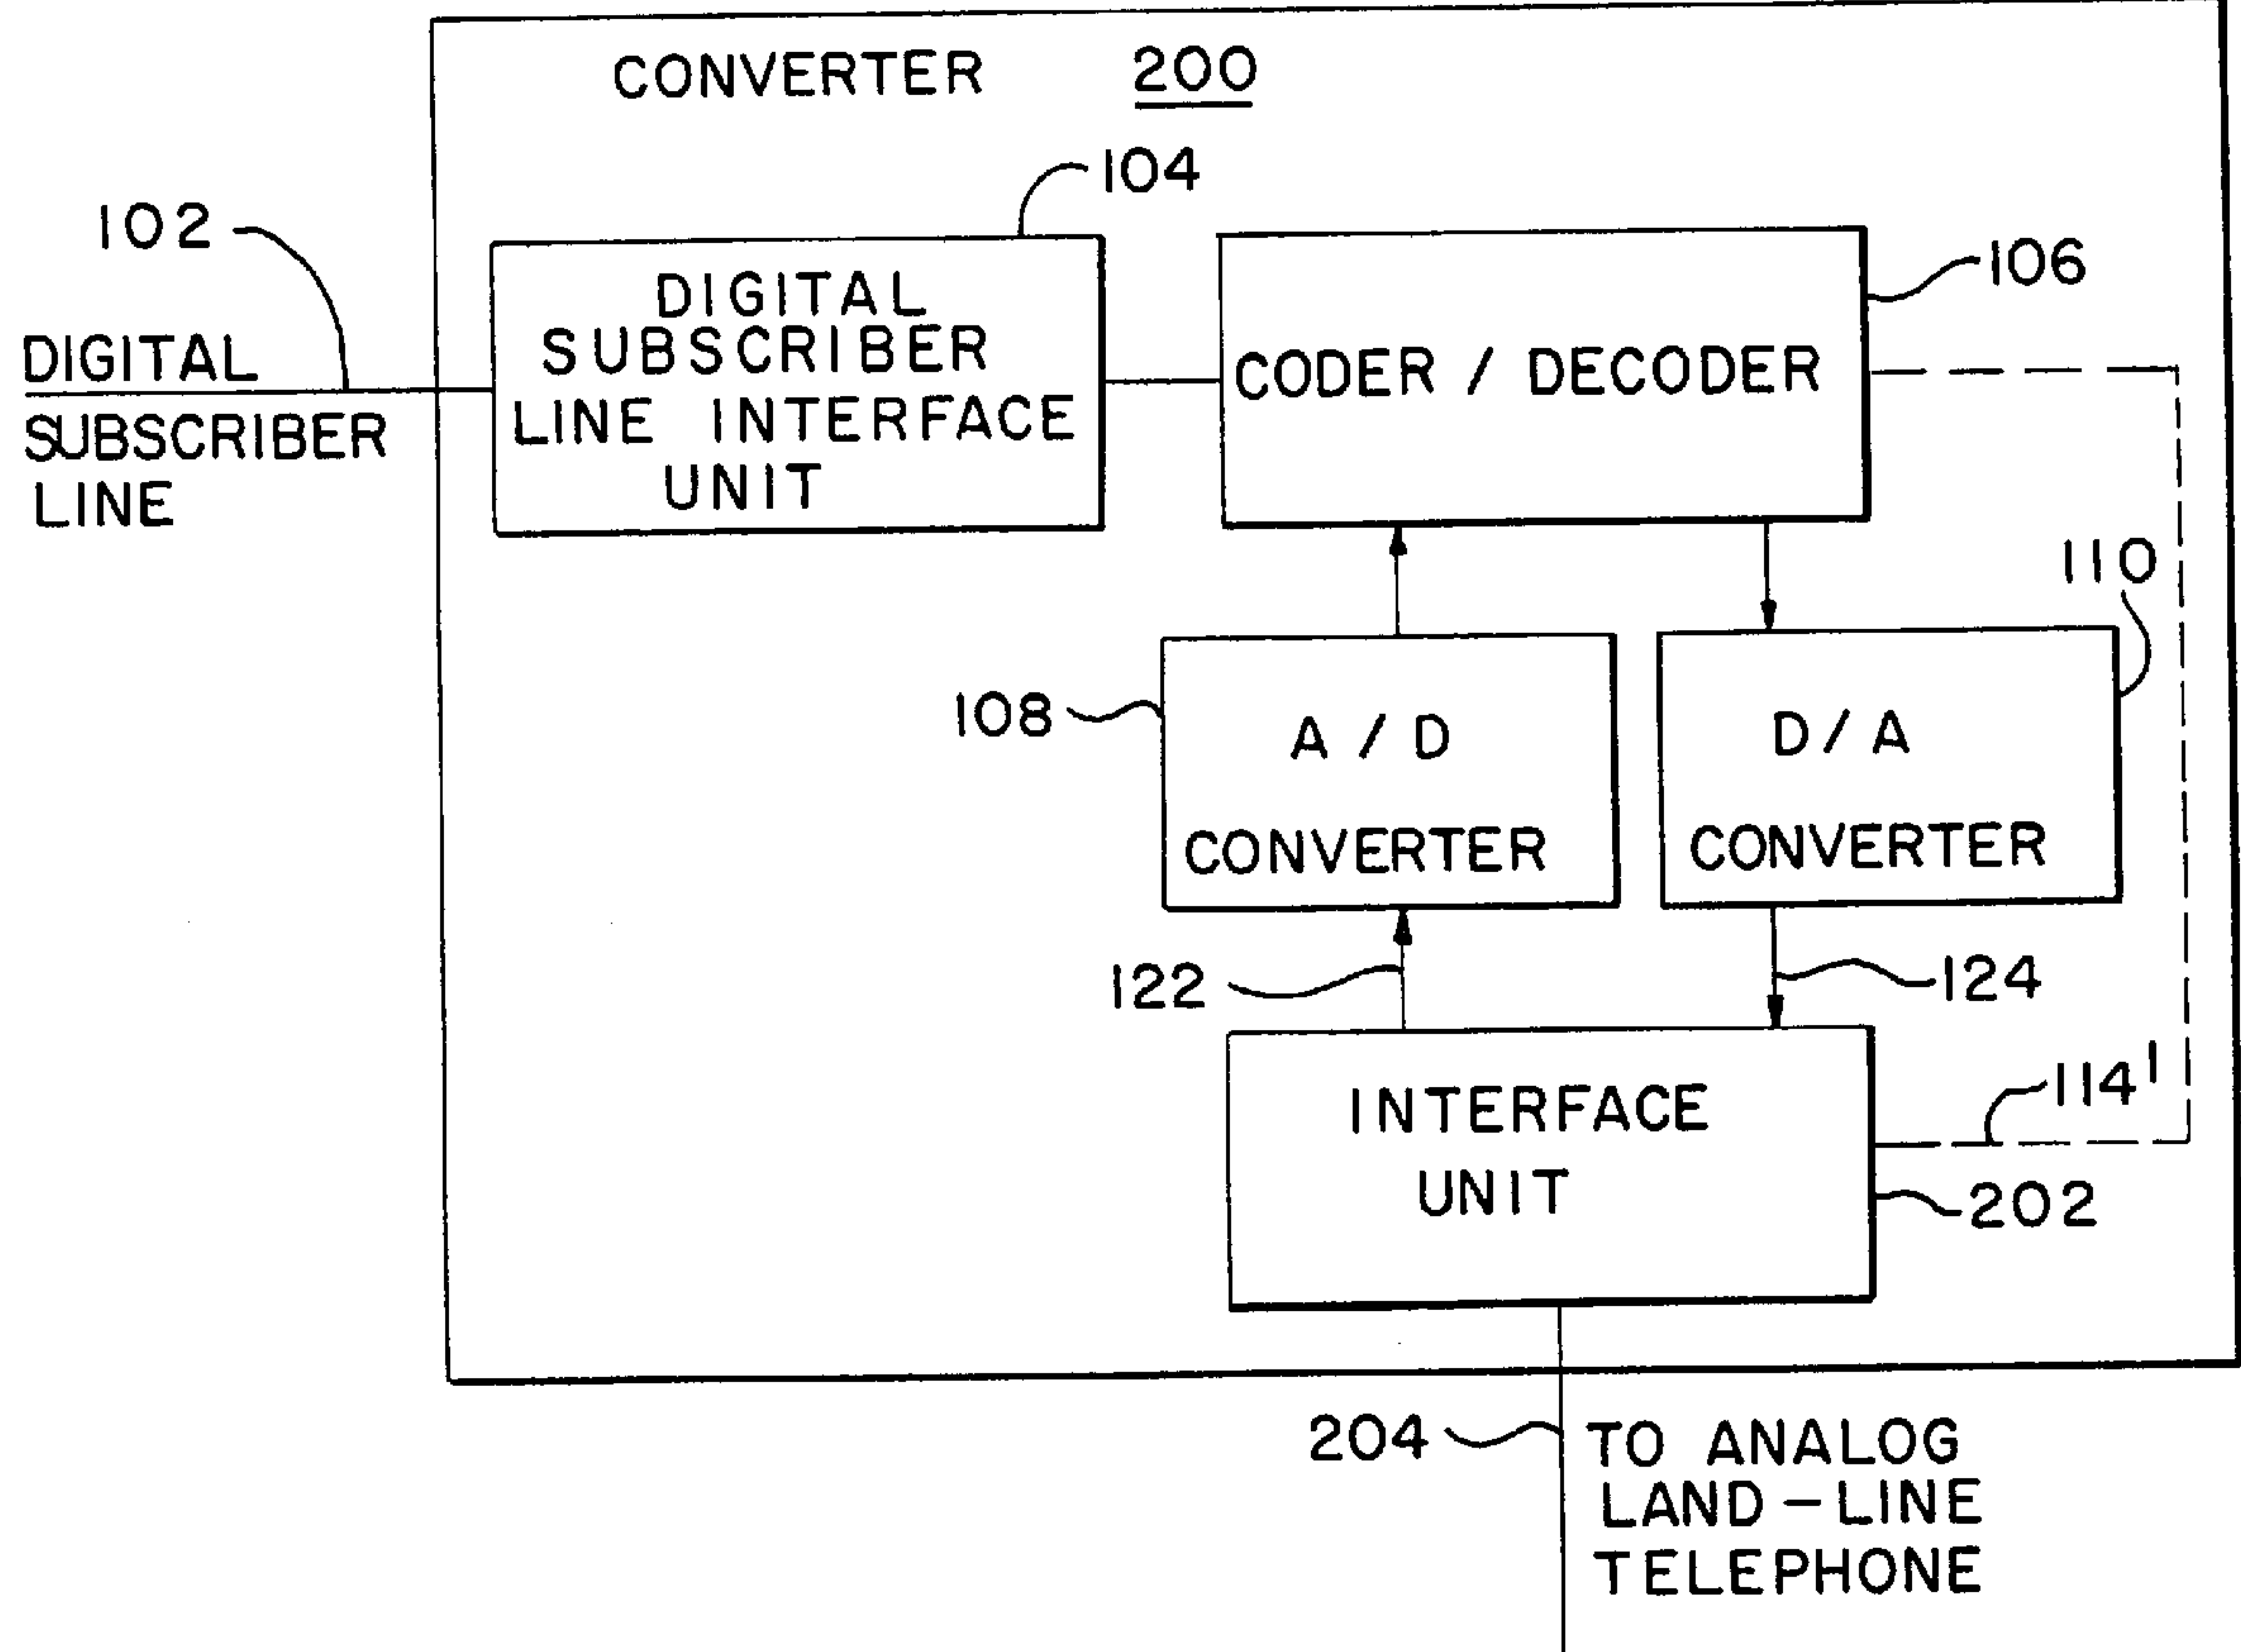 CONVERTER 200
104
102
106
DIGITAL
SUBSCRIBER
LINE
DIGITAL
SUBSCRIBER
LINE INTERFACE
UNIT
CODER / DECODER
110
108
A / D
CONVERTER
D / A
CONVERTER
122
124
INTERFACE
UNIT
114'
202
204
TO ANALOG
LAND-LINE
TELEPHONE